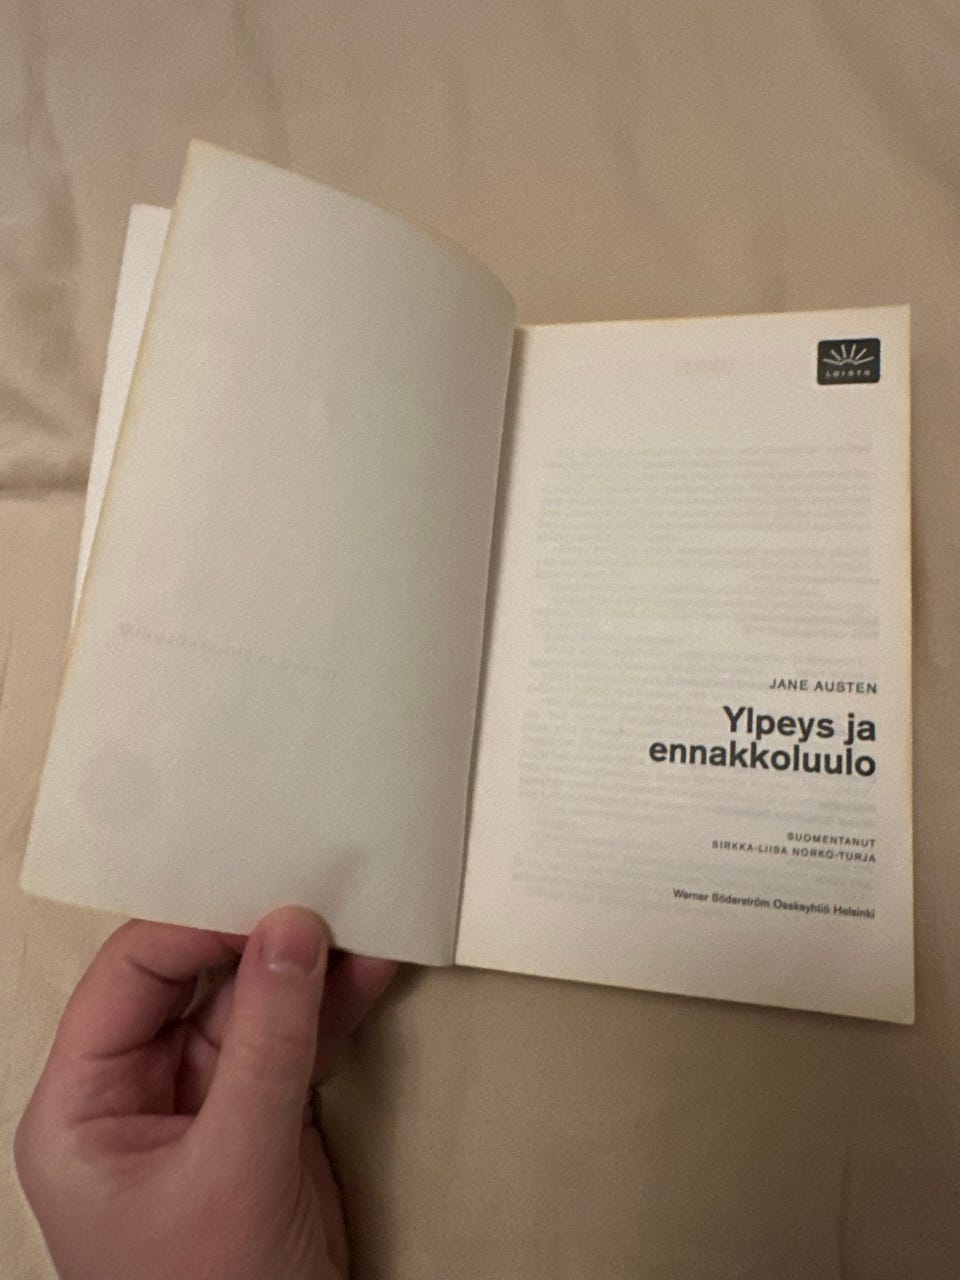 LOISTO
JANE AUSTEN
Ylpeys ja
ennakkoluulo
SUOMENTANUT
SIRKKA-LIISA NORKO-TURJA
Werner Söderström Osakeyhtiö Helsinki